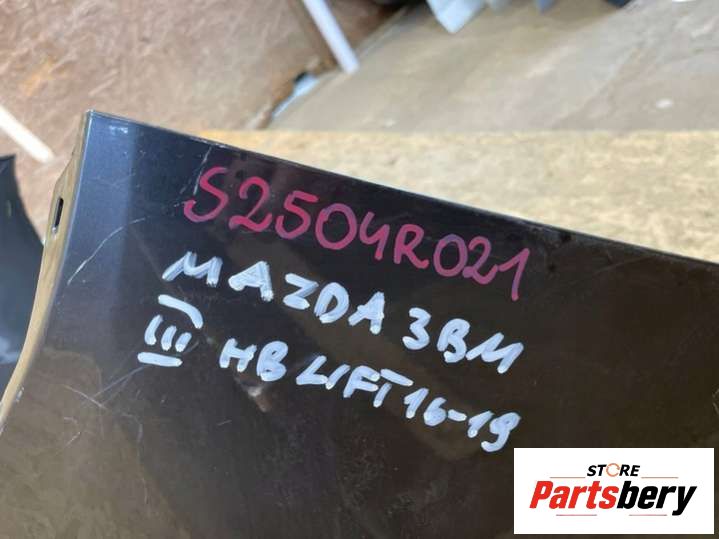 S2504R021
MAZDA 3BM
III HB LIFT 16-19
STORE
Partsbery